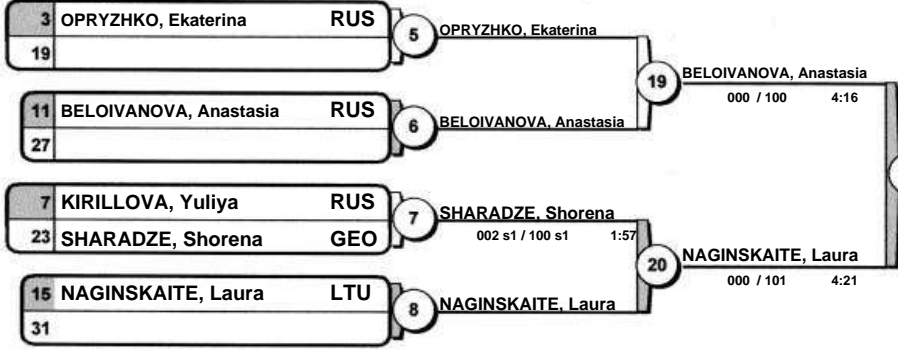 3 OPRYZHKO, Ekaterina RUS
19
5 OPRYZHKO, Ekaterina
11 BELOIVANOVA, Anastasia RUS
27
6 BELOIVANOVA, Anastasia
19 BELOIVANOVA, Anastasia
000 / 100 4:16
7 KIRILLOVA, Yuliya RUS
23 SHARADZE, Shorena GEO
7 SHARADZE, Shorena
002 s1 / 100 s1 1:57
15 NAGINSKAITE, Laura LTU
31
8 NAGINSKAITE, Laura
20 NAGINSKAITE, Laura
000 / 101 4:21